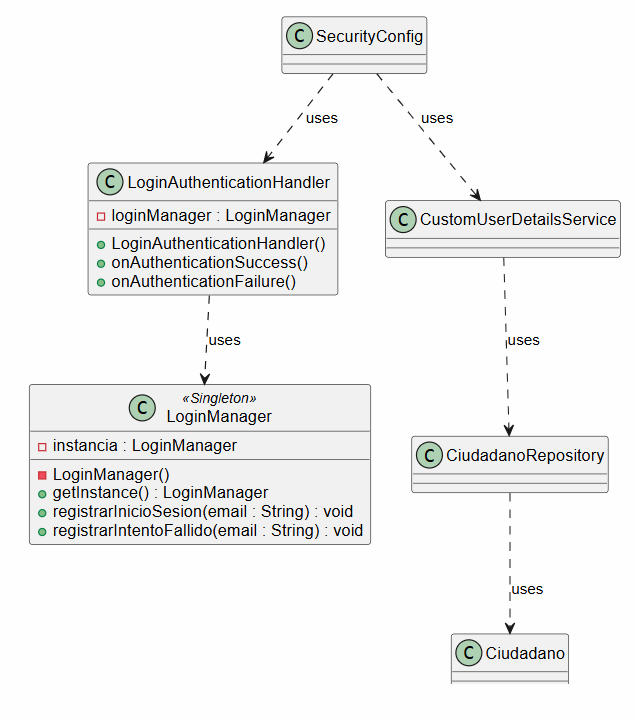 C SecurityConfig
uses
uses
C LoginAuthenticationHandler
loginManager : LoginManager
LoginAuthenticationHandler()
onAuthenticationSuccess()
onAuthenticationFailure()
C CustomUserDetailsService
uses
uses
C «Singleton»
LoginManager
instancia : LoginManager
LoginManager()
getInstance() : LoginManager
registrarInicioSesion(email : String) : void
registrarIntentoFallido(email : String) : void
C CiudadanoRepository
uses
C Ciudadano